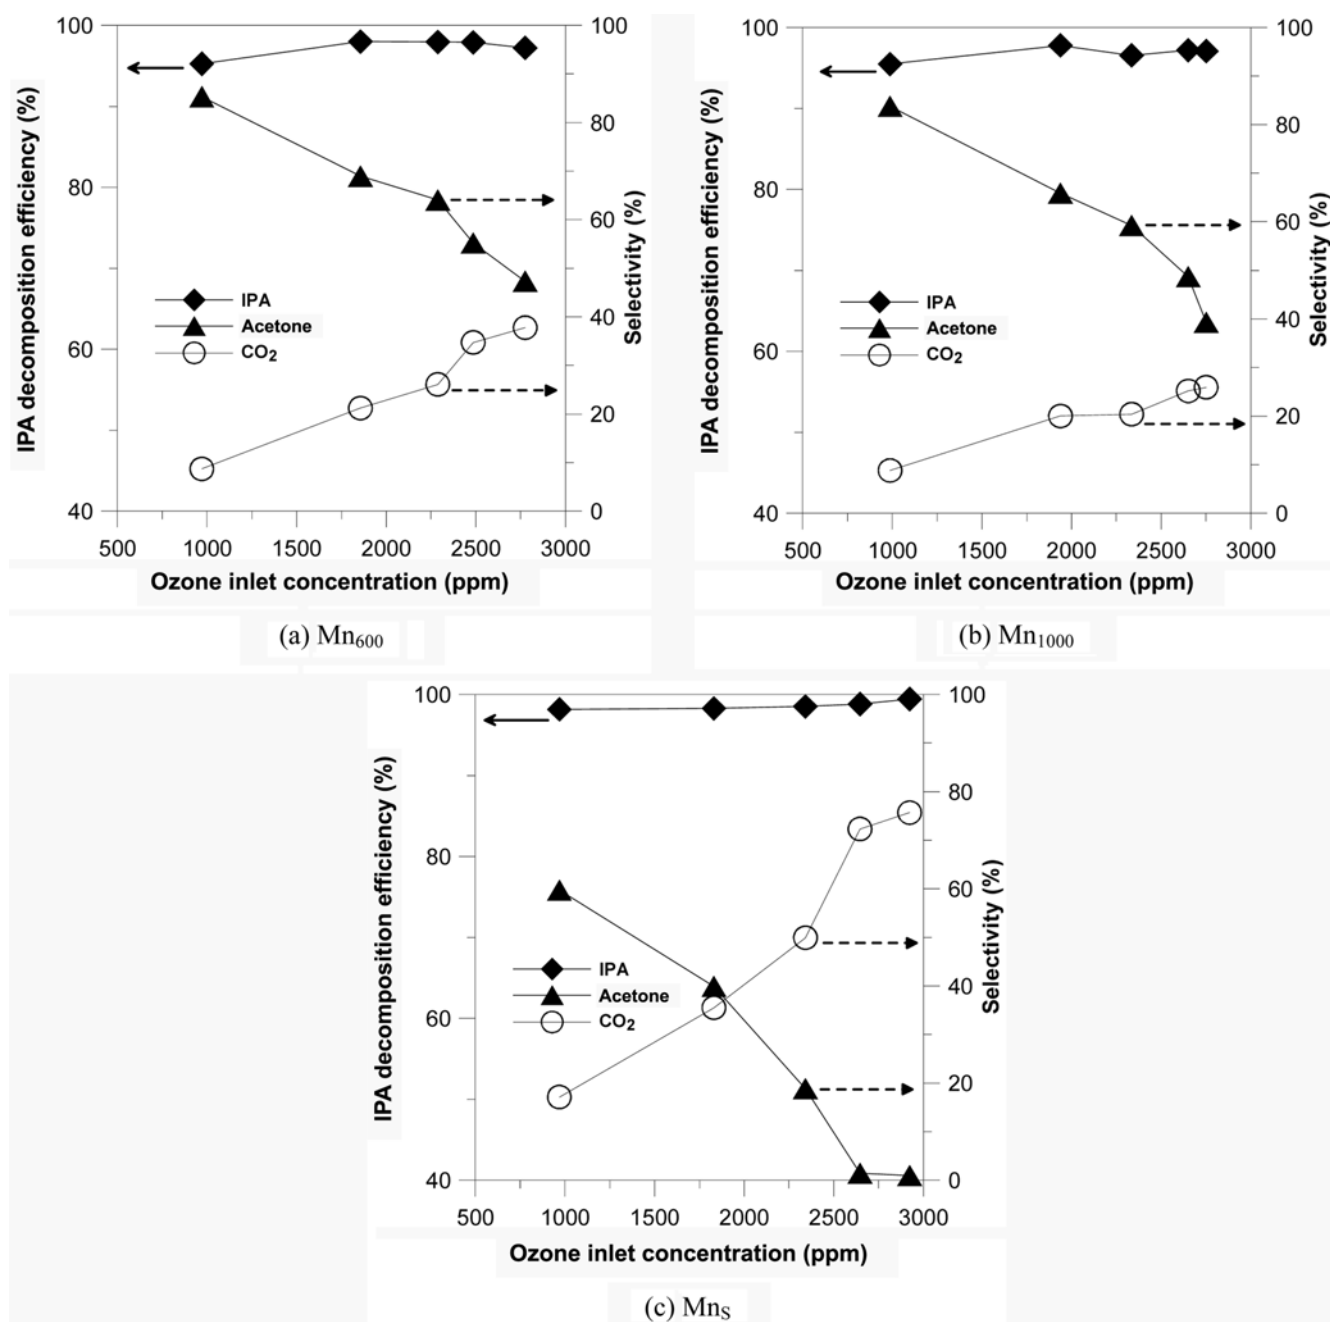 100
80
60
40
IPA decomposition efficiency (%)
100
80
60
40
20
0
Selectivity (%)
IPA
Acetone
CO2
500 1000 1500 2000 2500 3000
Ozone inlet concentration (ppm)
(a) Mn600
100
80
60
40
IPA decomposition efficiency (%)
100
80
60
40
20
0
Selectivity (%)
IPA
Acetone
CO2
500 1000 1500 2000 2500 3000
Ozone inlet concentration (ppm)
(b) Mn1000
100
80
60
40
IPA decomposition efficiency (%)
100
80
60
40
20
0
Selectivity (%)
IPA
Acetone
CO2
500 1000 1500 2000 2500 3000
Ozone inlet concentration (ppm)
(c) MnS